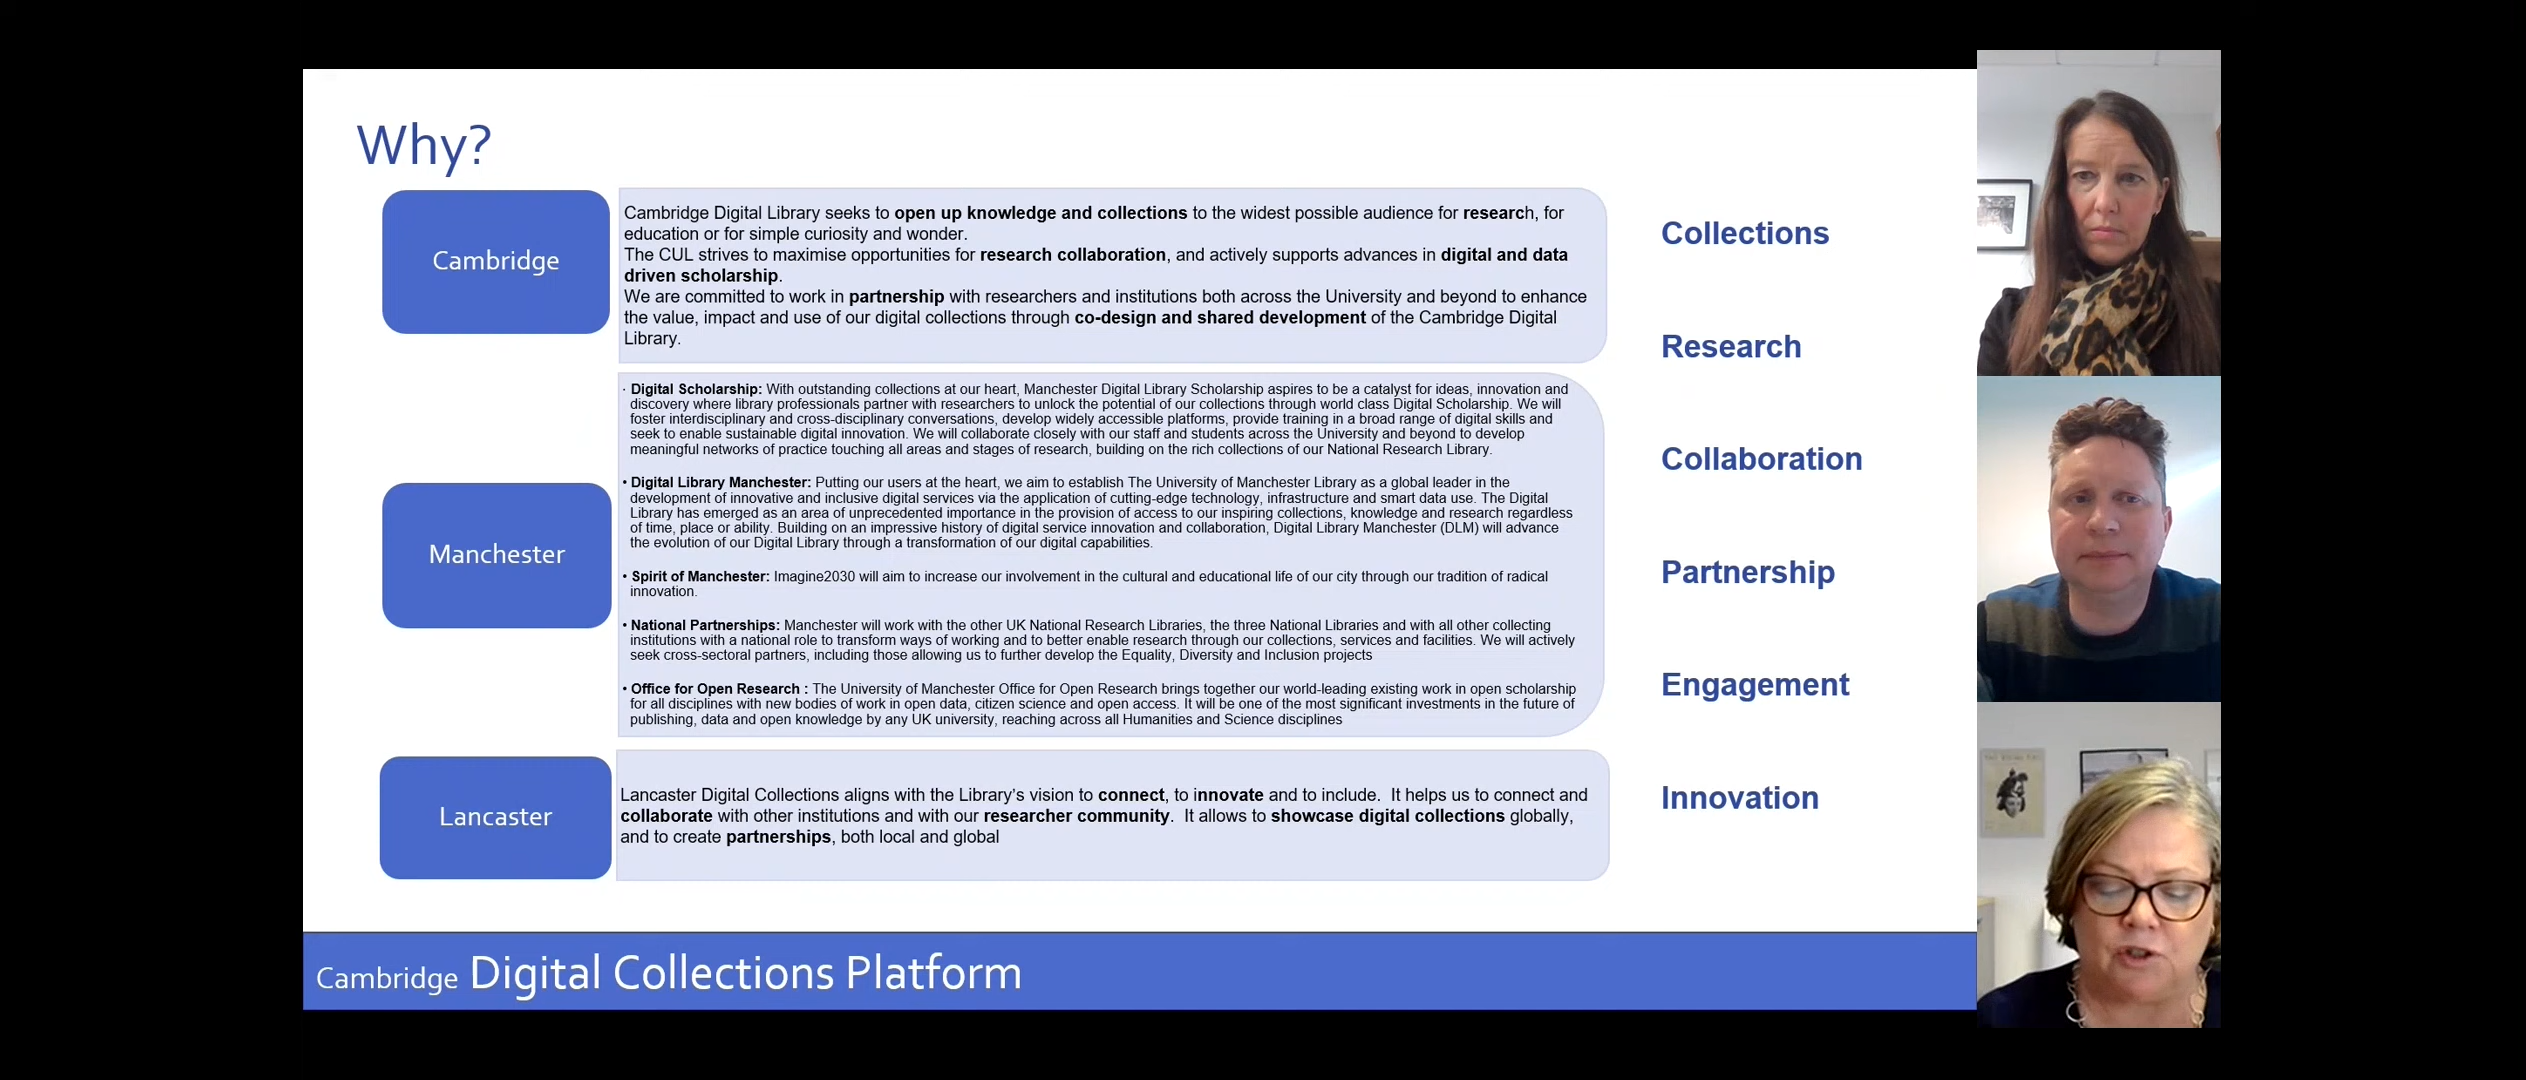 Why?
Cambridge
Cambridge Digital Library seeks to open up knowledge and collections to the widest possible audience for research, for
education or for simple curiosity and wonder.
The CUL strives to maximise opportunities for research collaboration, and actively supports advances in digital and data
driven scholarship.
We are committed to work in partnership with researchers and institutions both across the University and beyond to enhance
the value, impact and use of our digital collections through co-design and shared development of the Cambridge Digital
Library.
Manchester
· Digital Scholarship: With outstanding collections at our heart, Manchester Digital Library Scholarship aspires to be a catalyst for ideas, innovation and
discovery where library professionals partner with researchers to unlock the potential of our collections through world class Digital Scholarship. We will
foster interdisciplinary and cross-disciplinary conversations, develop widely accessible platforms, provide training in a broad range of digital skills and
seek to enable sustainable digital innovation. We will collaborate closely with our staff and students across the University and beyond to develop
meaningful networks of practice touching all areas and stages of research, building on the rich collections of our National Research Library.
• Digital Library Manchester: Putting our users at the heart, we aim to establish The University of Manchester Library as a global leader in the
development of innovative and inclusive digital services via the application of cutting-edge technology, infrastructure and smart data use. The Digital
Library has emerged as an area of unprecedented importance in the provision of access to our inspiring collections, knowledge and research regardless
of time, place or ability. Building on an impressive history of digital service innovation and collaboration, Digital Library Manchester (DLM) will advance
the evolution of our Digital Library through a transformation of our digital capabilities.
• Spirit of Manchester: Imagine2030 will aim to increase our involvement in the cultural and educational life of our city through our tradition of radical
innovation.
• National Partnerships: Manchester will work with the other UK National Research Libraries, the three National Libraries and with all other collecting
institutions with a national role to transform ways of working and to better enable research through our collections, services and facilities. We will actively
seek cross-sectoral partners, including those allowing us to further develop the Equality, Diversity and Inclusion projects
• Office for Open Research : The University of Manchester Office for Open Research brings together our world-leading existing work in open scholarship
for all disciplines with new bodies of work in open data, citizen science and open access. It will be one of the most significant investments in the future of
publishing, data and open knowledge by any UK university, reaching across all Humanities and Science disciplines
Lancaster
Lancaster Digital Collections aligns with the Library's vision to connect, to innovate and to include. It helps us to connect and
collaborate with other institutions and with our researcher community. It allows to showcase digital collections globally,
and to create partnerships, both local and global
Collections
Research
Collaboration
Partnership
Engagement
Innovation
Cambridge Digital Collections Platform